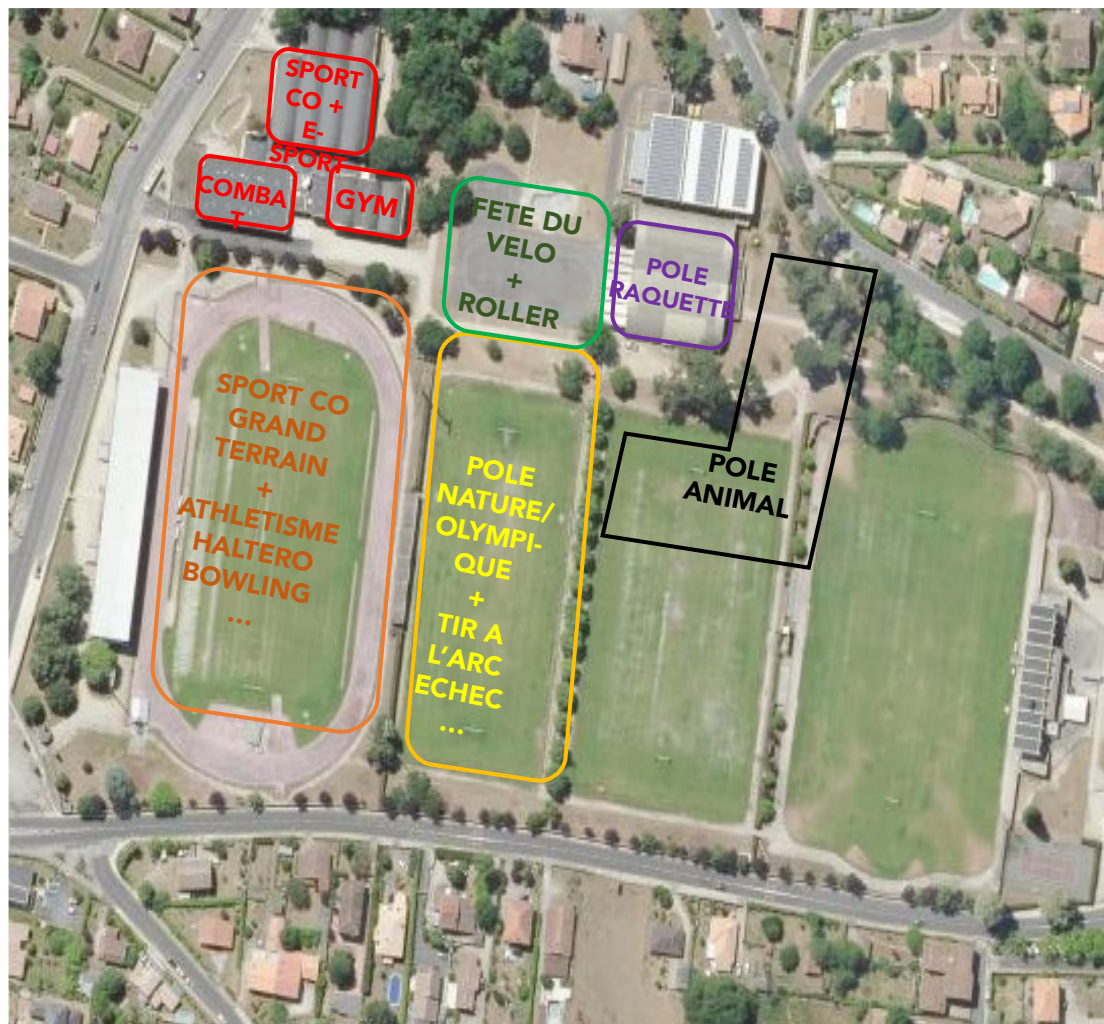 SPORT
CO +
E-
SPORT
COMBA
T
GYM
FETE DU
VELO
+
ROLLER
POLE
RAQUETTE
SPORT CO
GRAND
TERRAIN
+
ATHLETISME
HALTERO
BOWLING
...
POLE
NATURE/
OLYMPI-
QUE
+
TIR A
L'ARC
ECHEC
...
POLE
ANIMAL